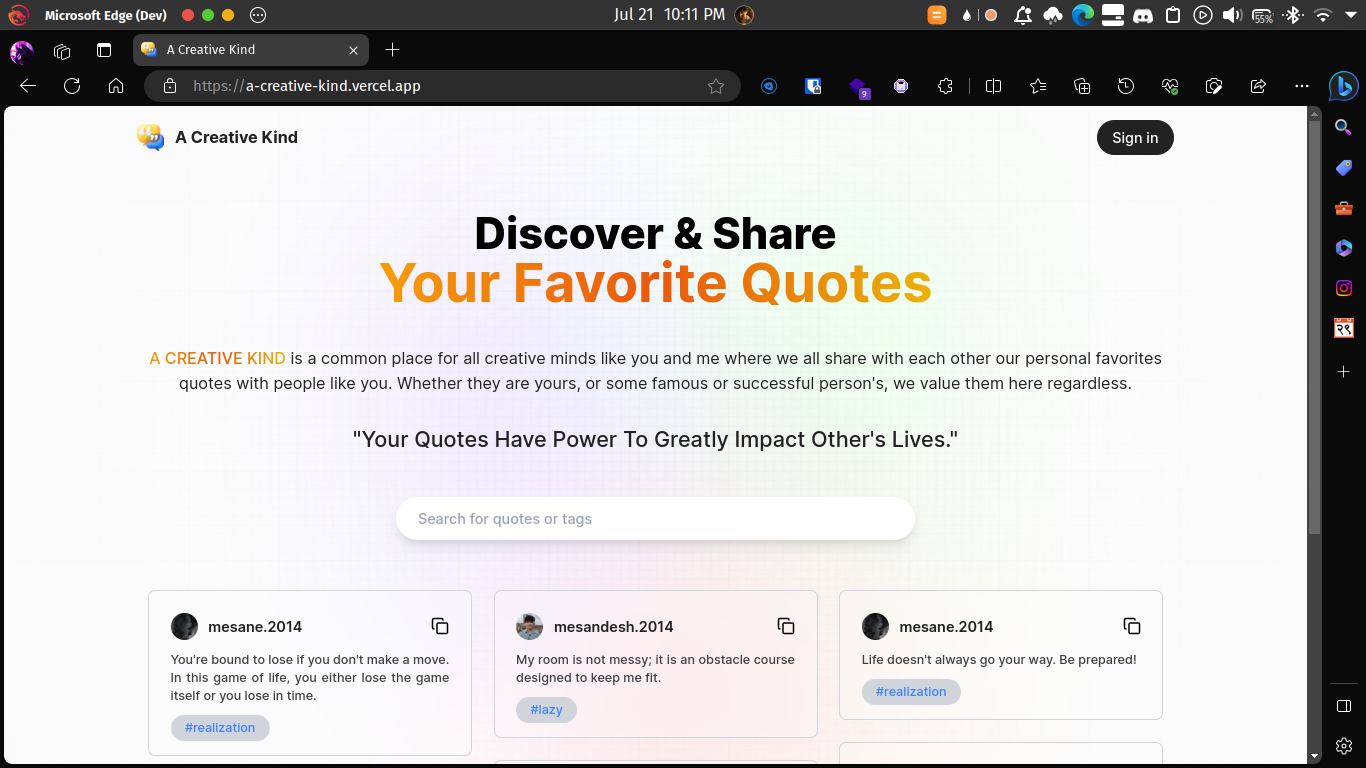 Microsoft Edge (Dev)
Jul 21 10:11 PM
55%
A Creative Kind
https://a-creative-kind.vercel.app
9
A Creative Kind
Sign in
Discover & Share
Your Favorite Quotes
A CREATIVE KIND is a common place for all creative minds like you and me where we all share with each other our personal favorites
quotes with people like you. Whether they are yours, or some famous or successful person's, we value them here regardless.
"Your Quotes Have Power To Greatly Impact Other's Lives."
Search for quotes or tags
mesane.2014
You're bound to lose if you don't make a move.
In this game of life, you either lose the game
itself or you lose in time.
#realization
mesandesh.2014
My room is not messy; it is an obstacle course
designed to keep me fit.
#lazy
mesane.2014
Life doesn't always go your way. Be prepared!
#realization
२९